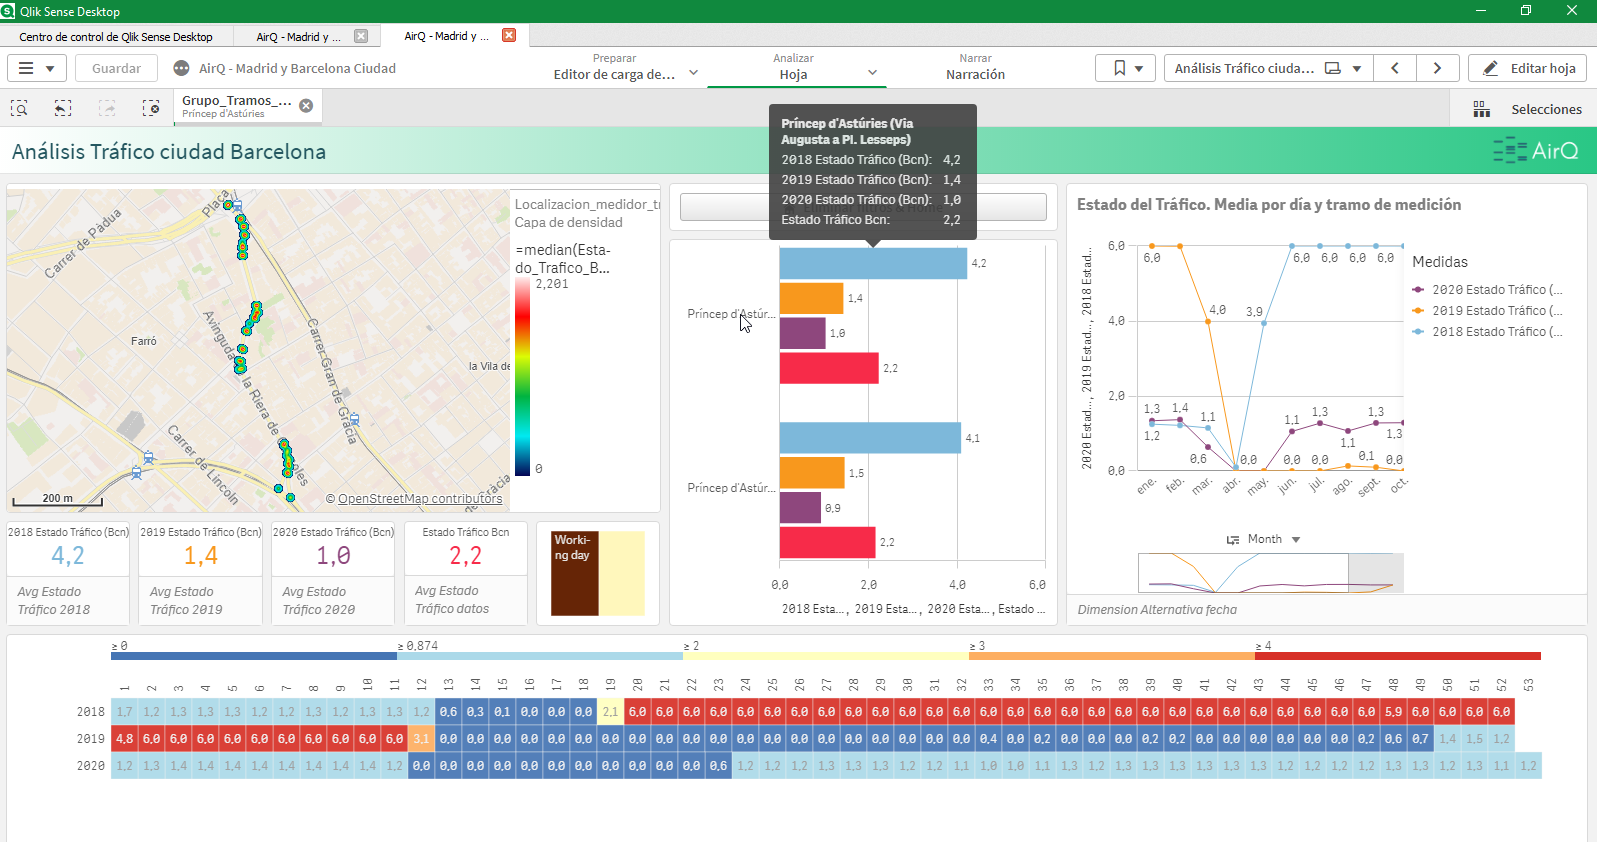 Qlik Sense Desktop
Centro de control de Qlik Sense Desktop
AirQ - Madrid y ...
AirQ - Madrid y ...
Guardar
AirQ - Madrid y Barcelona Ciudad
Preparar
Editor de carga de...
Analizar
Hoja
Narrar
Narración
Análisis Tráfico ciuda...
Editar hoja
Grupo_Tramos_...
Príncep d'Astúries
Selecciones
Análisis Tráfico ciudad Barcelona
AirQ
Carrer de Pàdua
Placa
Farró
Avinguda
la Riera de
oles
Carrer Gran de Gràcia
Carrer de Lincoln
la Vila de
Gràcia
200 m
© OpenStreetMap contributors
Localizacion_medidor_tr
Capa de densidad
=median(Esta-
do_Trafico_B...
2,201
0
Príncep d'Astúries (Via
Augusta a Pl. Lesseps)
2018 Estado Tráfico (Bcn): 4,2
2019 Estado Tráfico (Bcn): 1,4
2020 Estado Tráfico (Bcn): 1,0
Estado Tráfico Bcn: 2,2
Príncep d'Astúr...
4,2
1,4
1,0
2,2
Príncep d'Astúr...
4,1
1,5
0,9
2,2
0,0 2,0 4,0 6,0
2018 Esta..., 2019 Esta..., 2020 Esta..., Estado ...
Estado del Tráfico. Media por día y tramo de medición
2020 Estad..., 2019 Estad..., 2018 Estad...
6,0
4,0
2,0
0,0
6,0 4,0 3,9 6,0 6,0 6,0 6,0
1,3 1,4 1,1 1,1 1,3 1,3
1,2 0,6 0,0 0,0 0,0 1,1 0,1 1,3 0,0
ene. feb. mar. abr. may. jun. jul. ago. sept. oct.
Medidas
2020 Estado Tráfico (...
2019 Estado Tráfico (...
2018 Estado Tráfico (...
Month
Dimension Alternativa fecha
2018 Estado Tráfico (Bcn)
4,2
Avg Estado
Tráfico 2018
2019 Estado Tráfico (Bcn)
1,4
Avg Estado
Tráfico 2019
2020 Estado Tráfico (Bcn)
1,0
Avg Estado
Tráfico 2020
Estado Tráfico Bcn
2,2
Avg Estado
Tráfico datos
Worki-
ng day
≥ 0 ≥ 0,874 ≥ 2 ≥ 3 ≥ 4
1 2 3 4 5 6 7 8 9 10 11 12 13 14 15 16 17 18 19 20 21 22 23 24 25 26 27 28 29 30 31 32 33 34 35 36 37 38 39 40 41 42 43 44 45 46 47 48 49 50 51 52 53
2018 1,7 1,2 1,3 1,3 1,3 1,2 1,2 1,3 1,2 1,3 1,3 1,2 0,6 0,3 0,1 0,0 0,0 0,0 2,1 6,0 6,0 6,0 6,0 6,0 6,0 6,0 6,0 6,0 6,0 6,0 6,0 6,0 6,0 6,0 6,0 6,0 6,0 6,0 6,0 6,0 6,0 6,0 6,0 6,0 6,0 6,0 6,0 5,9 6,0 6,0 6,0 6,0
2019 4,8 6,0 6,0 6,0 6,0 6,0 6,0 6,0 6,0 6,0 6,0 3,1 0,0 0,0 0,0 0,0 0,0 0,0 0,0 0,0 0,0 0,0 0,0 0,0 0,0 0,0 0,0 0,0 0,0 0,0 0,0 0,0 0,4 0,0 0,2 0,0 0,0 0,0 0,2 0,2 0,0 0,0 0,0 0,0 0,0 0,0 0,2 0,6 0,7 1,4 1,5 1,2
2020 1,2 1,3 1,4 1,4 1,4 1,4 1,4 1,4 1,4 1,4 1,2 0,0 0,0 0,0 0,0 0,0 0,0 0,0 0,0 0,0 0,0 0,0 0,6 1,2 1,2 1,2 1,3 1,3 1,3 1,2 1,2 1,1 1,0 1,0 1,1 1,3 1,2 1,3 1,3 1,3 1,2 1,3 1,3 1,2 1,2 1,3 1,2 1,3 1,2 1,3 1,3 1,1 1,2